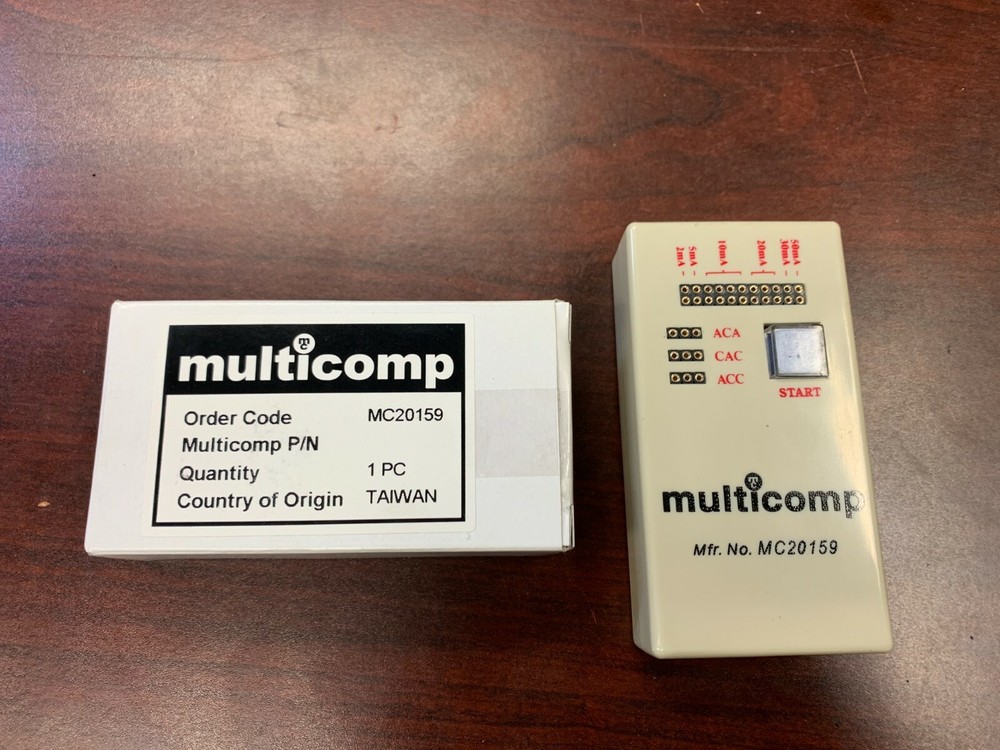 multicomp
Order Code MC20159
Multicomp P/N
Quantity 1 PC
Country of Origin TAIWAN
2mA 5mA 10mA 20mA 30mA 50mA
ACA
CAC
ACC
START
multicomp
Mfr. No. MC20159